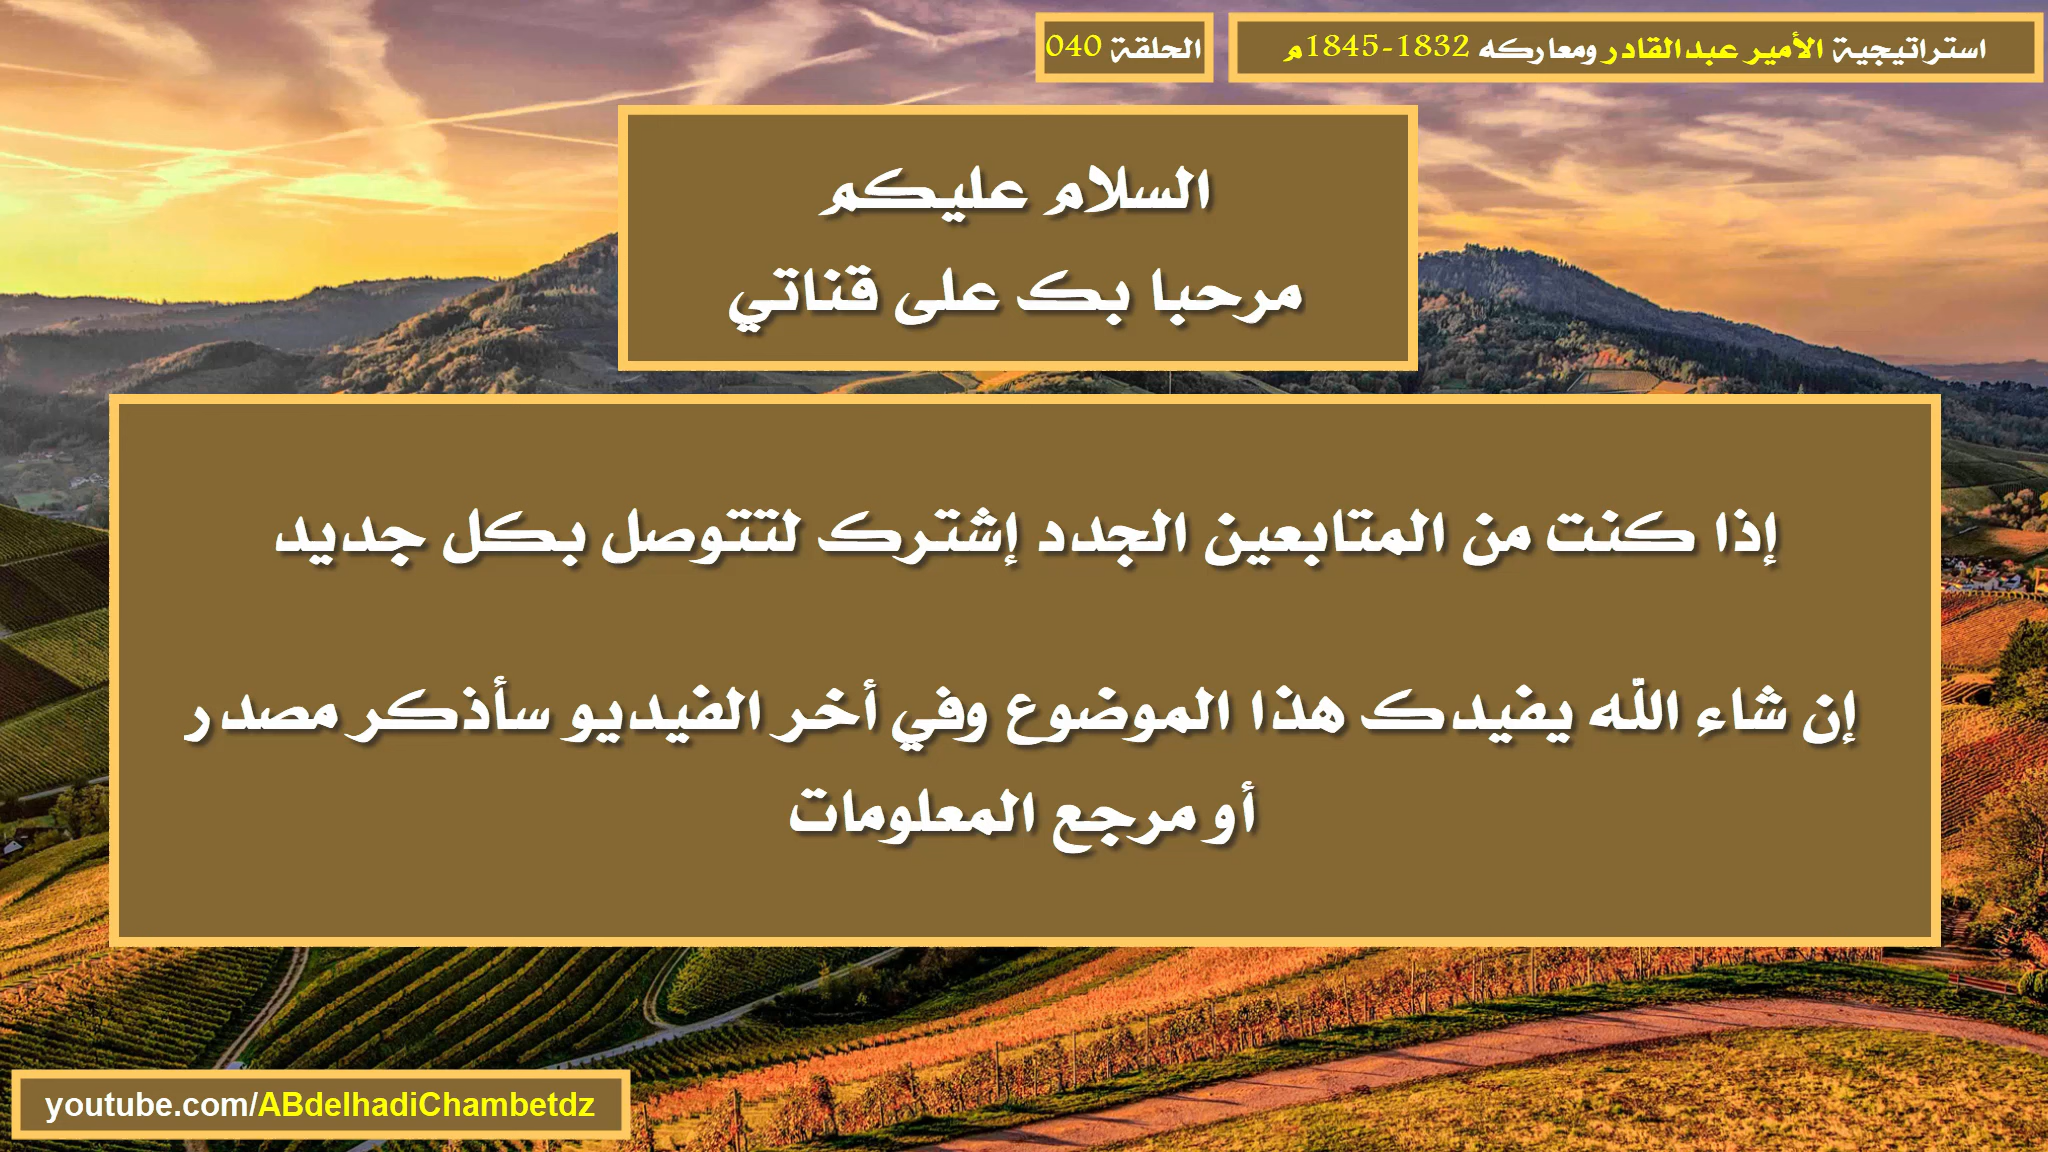 استراتيجية الأمير عبدالقادر ومعاركه 1832-1845م
الحلقة 040
السلام عليكم
مرحبا بك على قناتي
إذا كنت من المتابعين الجدد إشترك لتتوصل بكل جديد
إن شاء الله يفيدك هذا الموضوع وفي أخر الفيديو سأذكر مصدر
أو مرجع المعلومات
youtube.com/ABdelhadiChambetdz